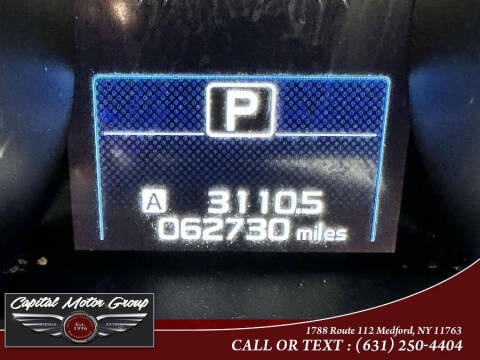 P
A 3110.5
062730 miles
Capital Motor Group
Est.
1996
1788 Route 112 Medford, NY 11763
CALL OR TEXT : (631) 250-4404